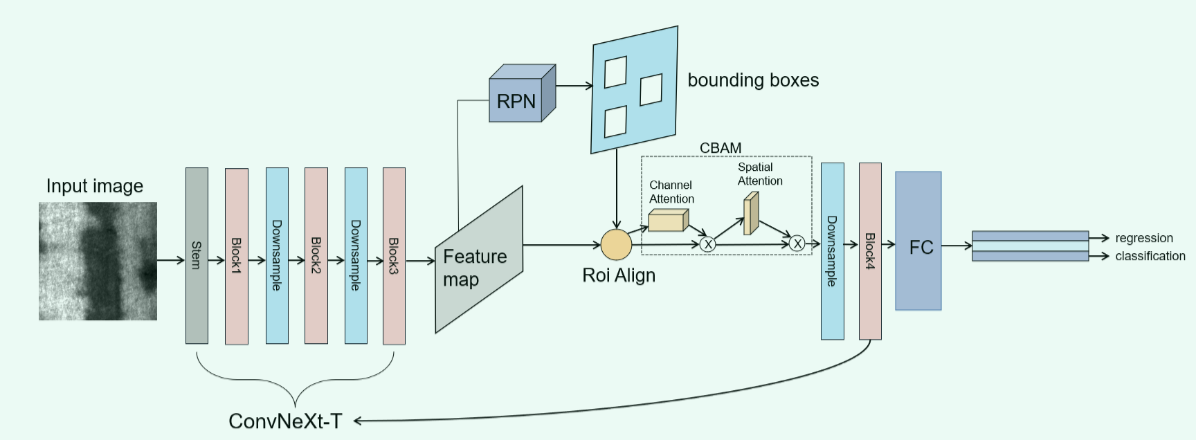 Input image
Stem
Block1
Downsample
Block2
Downsample
Block3
ConvNeXt-T
Feature
map
RPN
bounding boxes
Roi Align
CBAM
Channel
Attention
Spatial
Attention
X
X
Downsample
Block4
FC
regression
classification